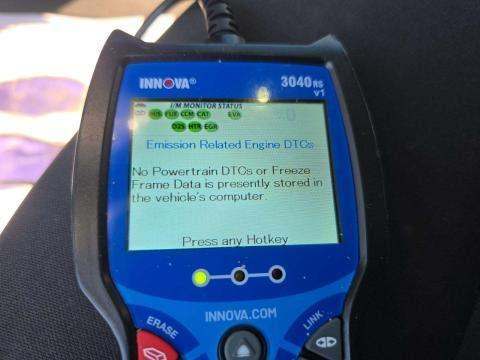 INNOVA®
3040RS
V1
I/M MONITOR STATUS
MIS FUE CCM CAT EVA
O2S HTR EGR
Emission Related Engine DTCs
No Powertrain DTCs or Freeze
Frame Data is presently stored in
the vehicle's computer.
Press any Hotkey
INNOVA.COM
ERASE
LINK